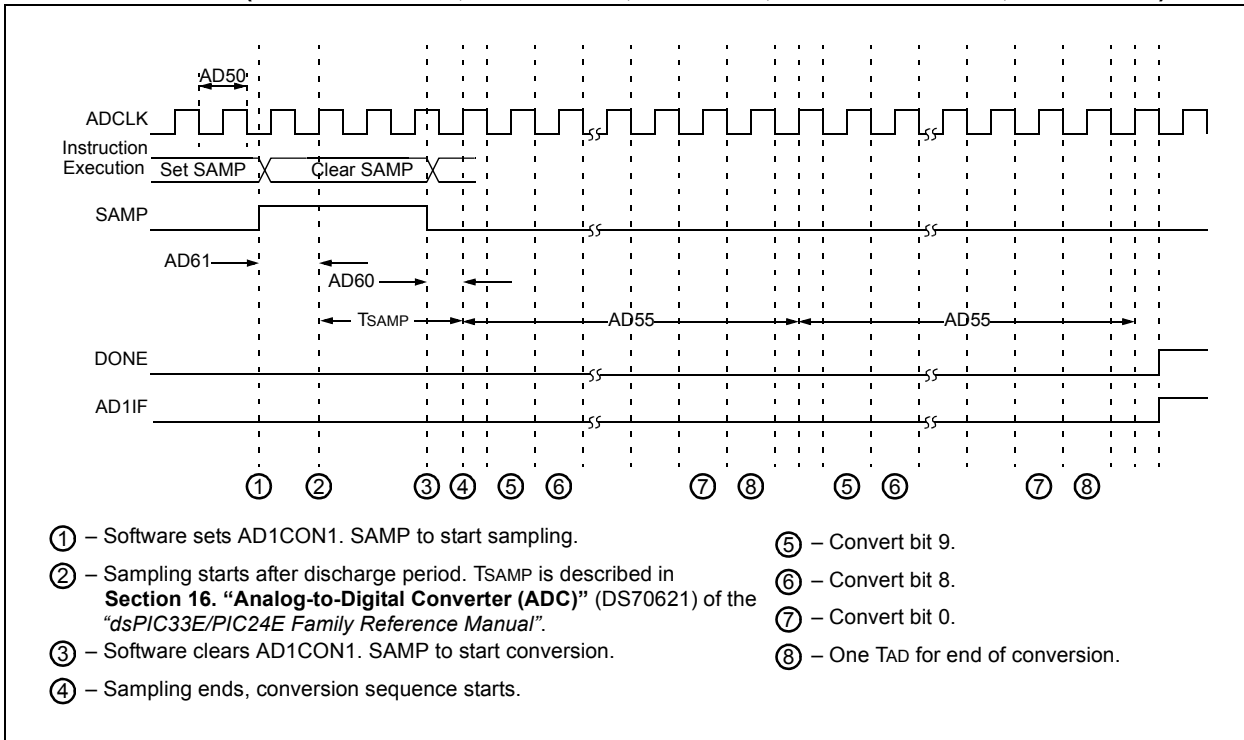 AD50
ADCLK
Instruction
Execution
Set SAMP
Clear SAMP
SAMP
AD61
AD60
TSAMP
AD55
AD55
DONE
AD1IF
1 2 3 4 5 6 7 8 5 6 7 8
1 – Software sets AD1CON1. SAMP to start sampling.
2 – Sampling starts after discharge period. TSAMP is described in
Section 16. “Analog-to-Digital Converter (ADC)” (DS70621) of the
“dsPIC33E/PIC24E Family Reference Manual”.
3 – Software clears AD1CON1. SAMP to start conversion.
4 – Sampling ends, conversion sequence starts.
5 – Convert bit 9.
6 – Convert bit 8.
7 – Convert bit 0.
8 – One TAD for end of conversion.